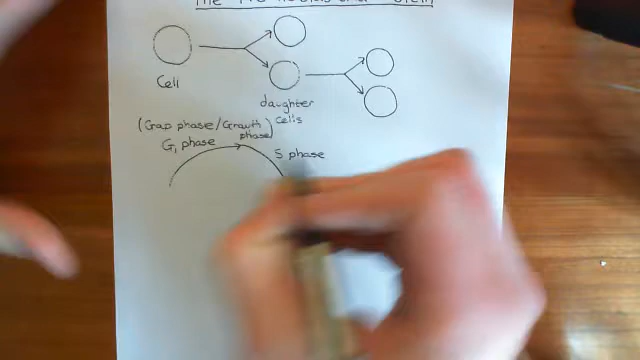 Cell
daughter
cells
(Gap phase/Growth
phase)
G1 phase
S phase